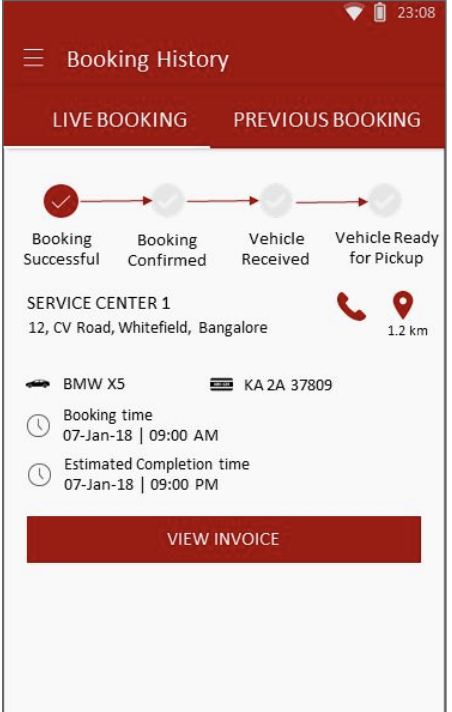 23:08
Booking History
LIVE BOOKING PREVIOUS BOOKING
Booking Successful
Booking Confirmed
Vehicle Received
Vehicle Ready for Pickup
SERVICE CENTER 1
12, CV Road, Whitefield, Bangalore
1.2 km
BMW X5 KA 2A 37809
Booking time
07-Jan-18 | 09:00 AM
Estimated Completion time
07-Jan-18 | 09:00 PM
VIEW INVOICE